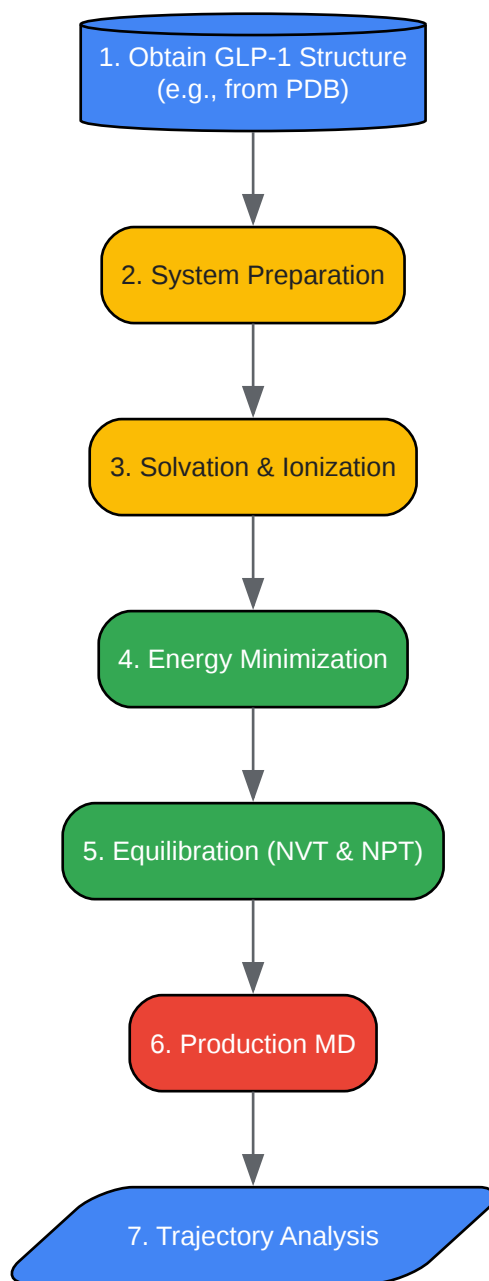 1. Obtain GLP-1 Structure
(e.g., from PDB)
2. System Preparation
3. Solvation & Ionization
4. Energy Minimization
5. Equilibration (NVT & NPT)
6. Production MD
7. Trajectory Analysis